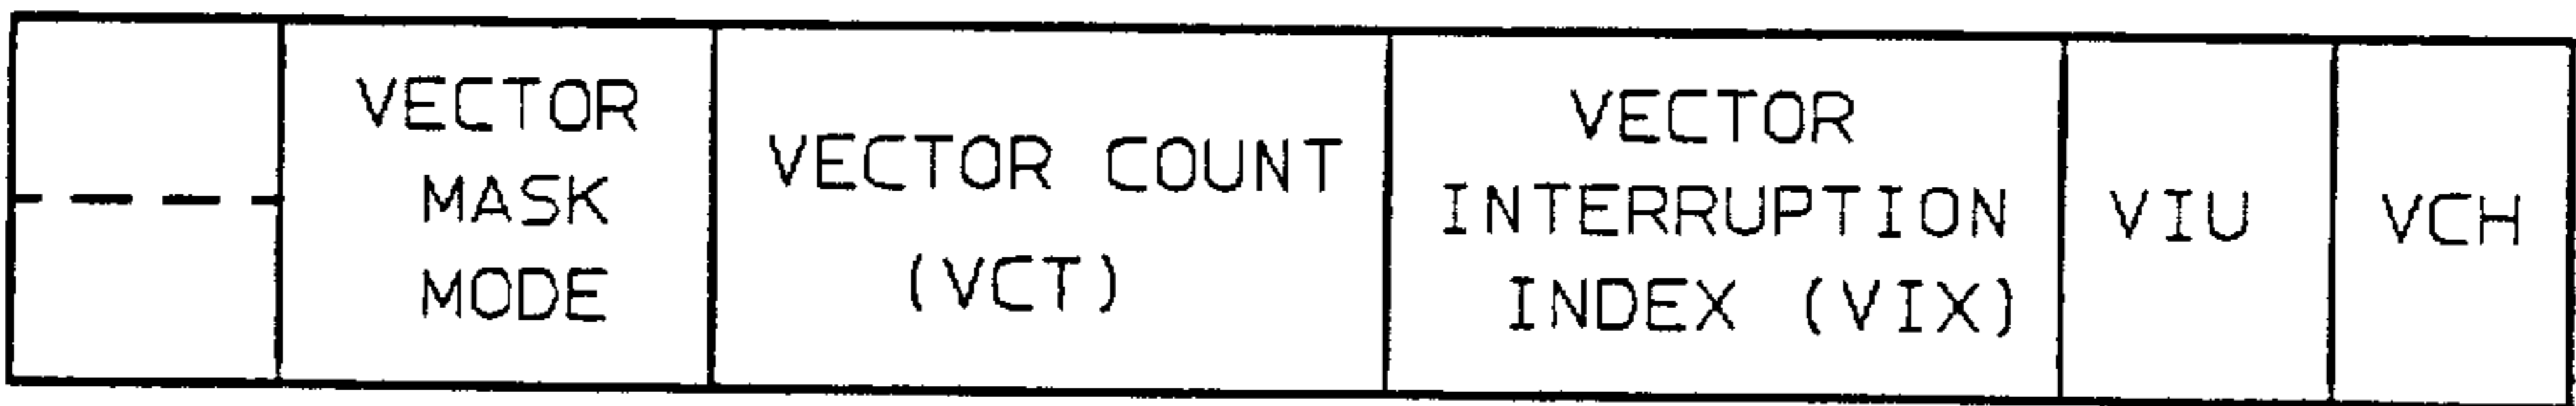 VECTOR
MASK
MODE
VECTOR COUNT
(VCT)
VECTOR
INTERRUPTION
INDEX (VIX)
VIU
VCH